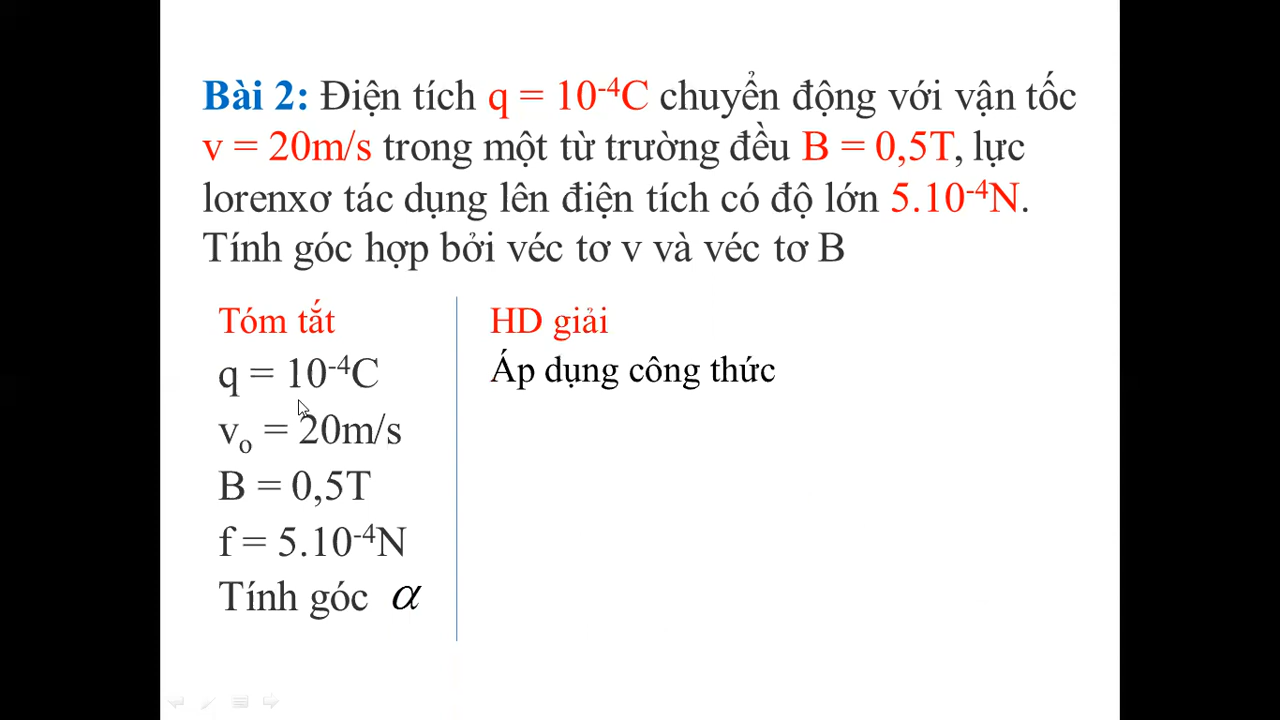 Bài 2: Điện tích q = 10⁻⁴C chuyển động với vận tốc
v = 20m/s trong một từ trường đều B = 0,5T, lực
lorenxơ tác dụng lên điện tích có độ lớn 5.10⁻⁴N.
Tính góc hợp bởi véc tơ v và véc tơ B
Tóm tắt
q = 10⁻⁴C
vₒ = 20m/s
B = 0,5T
f = 5.10⁻⁴N
Tính góc α
HD giải
Áp dụng công thức